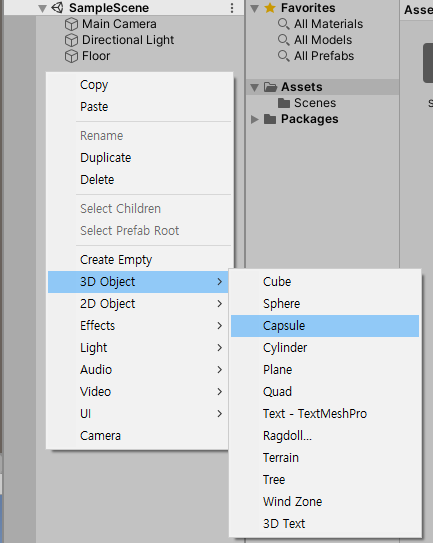 SampleScene
Main Camera
Directional Light
Floor
Copy
Paste
Rename
Duplicate
Delete
Select Children
Select Prefab Root
Create Empty
3D Object
2D Object
Effects
Light
Audio
Video
UI
Camera
Cube
Sphere
Capsule
Cylinder
Plane
Quad
Text - TextMeshPro
Ragdoll...
Terrain
Tree
Wind Zone
3D Text
Favorites
All Materials
All Models
All Prefabs
Assets
Scenes
Packages
Asse